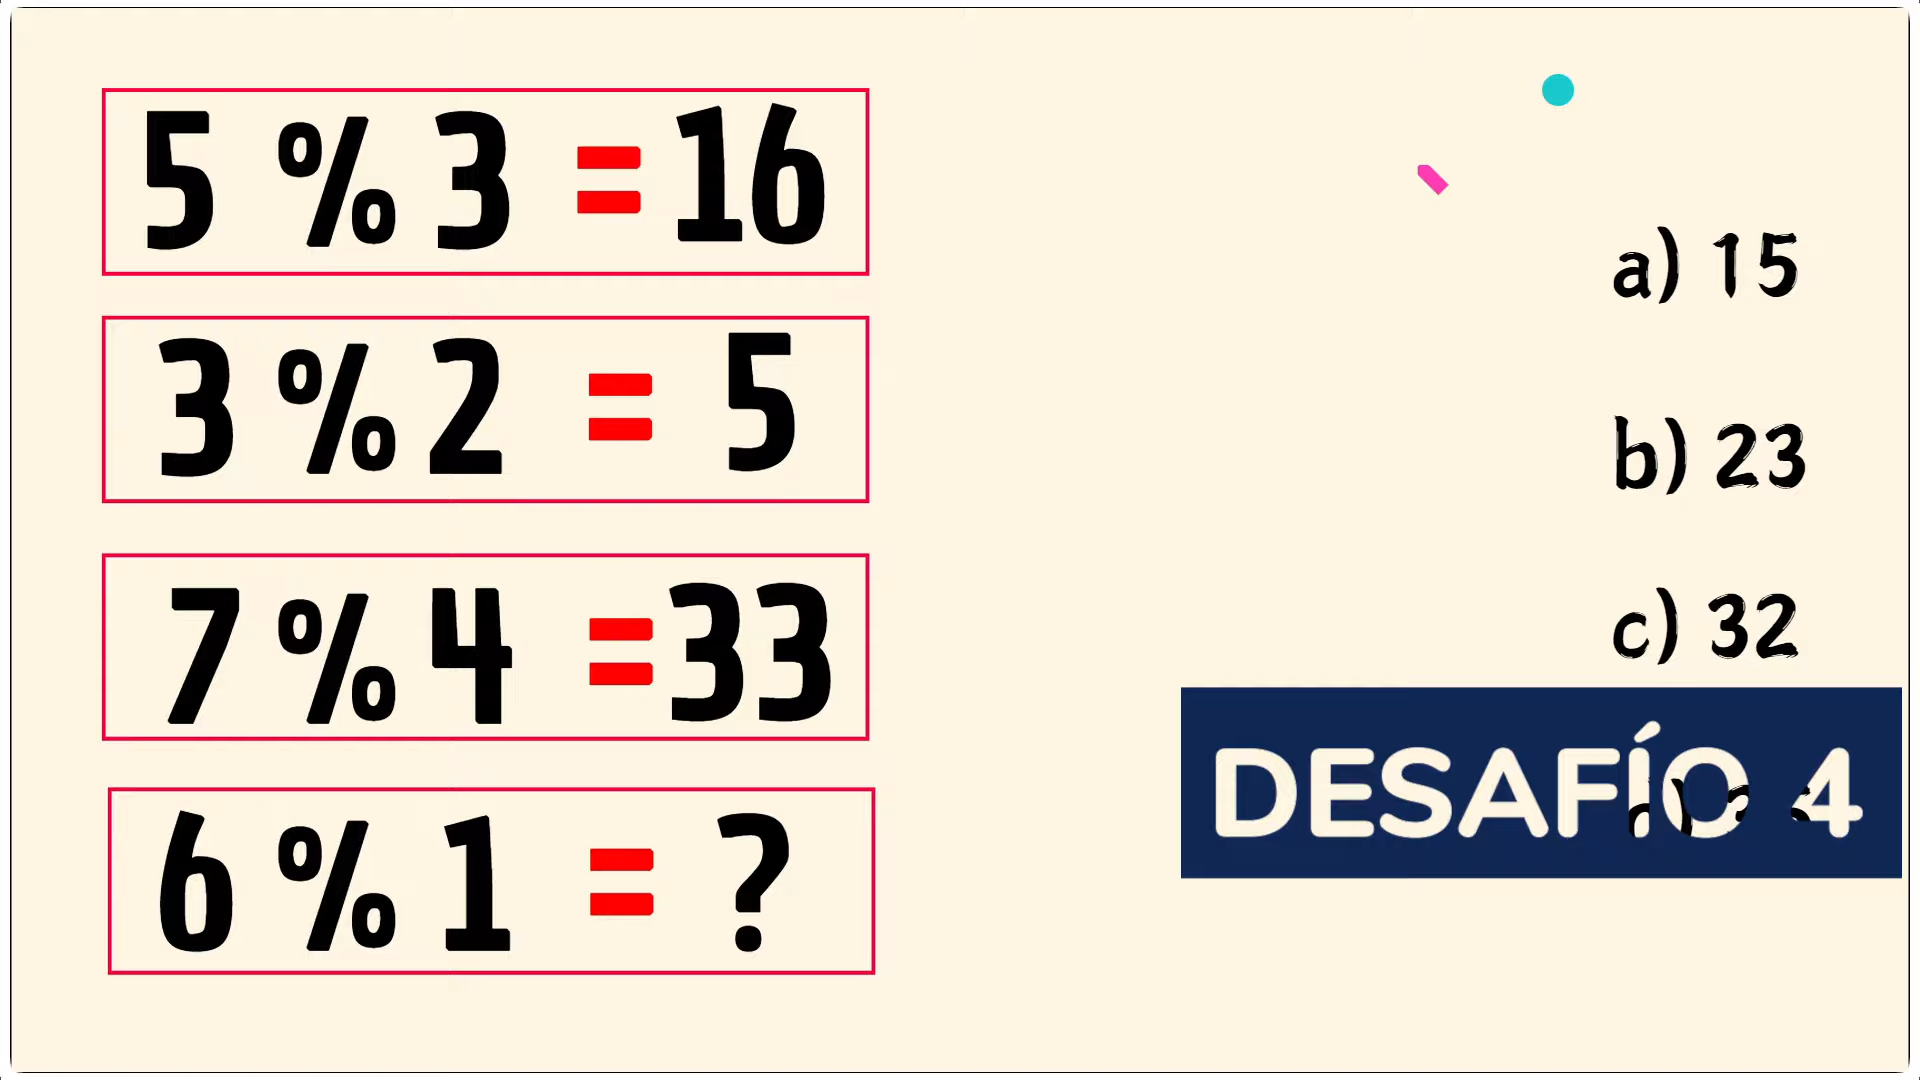 5 % 3 = 16
3 % 2 = 5
7 % 4 = 33
6 % 1 = ?
a) 15
b) 23
c) 32
DESAFÍO 4